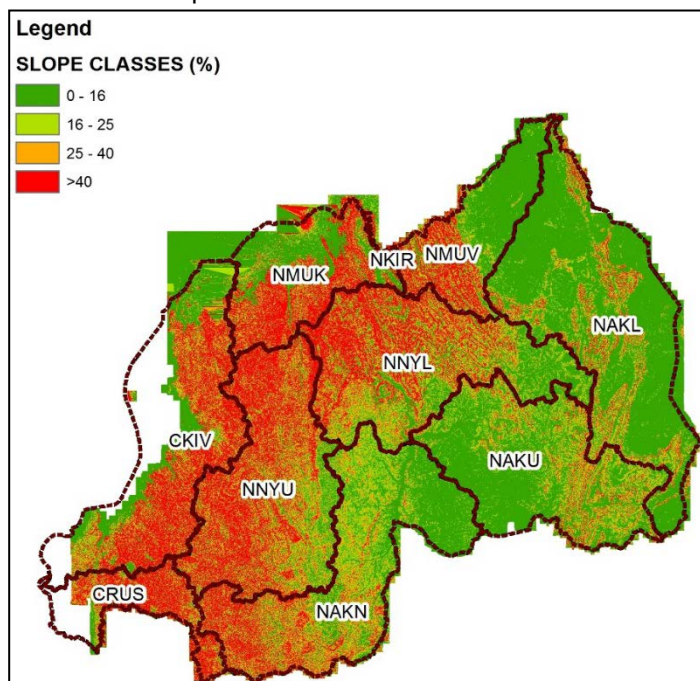 Legend
SLOPE CLASSES (%)
0 - 16
16 - 25
25 - 40
>40
NMUK
NKIR
NMUV
NAKL
NNYL
CKIV
NAKU
NNYU
CRUS
NAKN